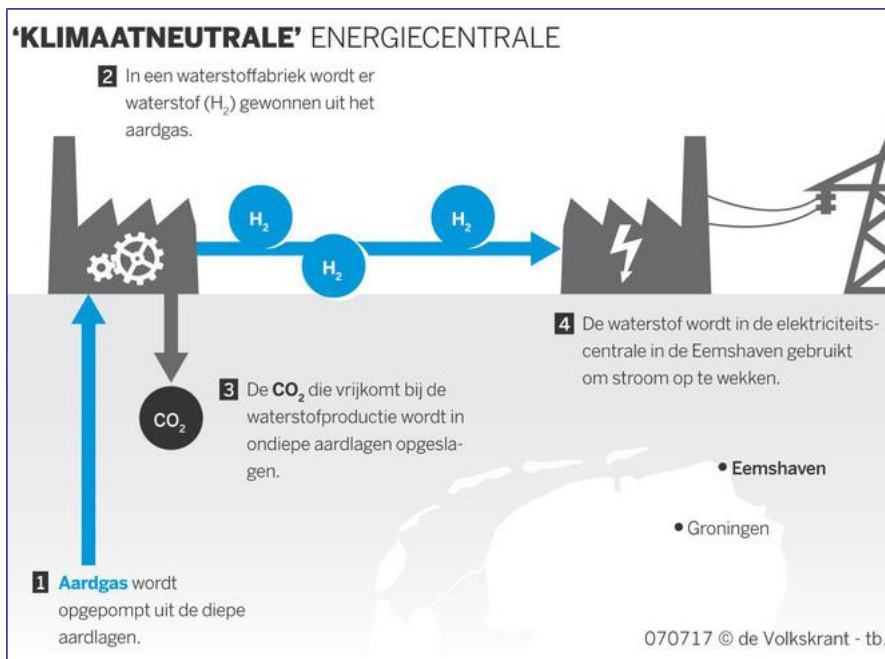 'KLIMAATNEUTRALE' ENERGIECENTRALE
2 In een waterstoffabriek wordt er
waterstof (H₂) gewonnen uit het
aardgas.
H₂
H₂
H₂
4 De waterstof wordt in de elektriciteits-
centrale in de Eemshaven gebruikt
om stroom op te wekken.
CO₂
3 De CO₂ die vrijkomt bij de
waterstofproductie wordt in
ondiepe aardlagen opgesla-
gen.
Eemshaven
Groningen
1 Aardgas wordt
opgepompt uit de diepe
aardlagen.
070717 © de Volkskrant - tb.